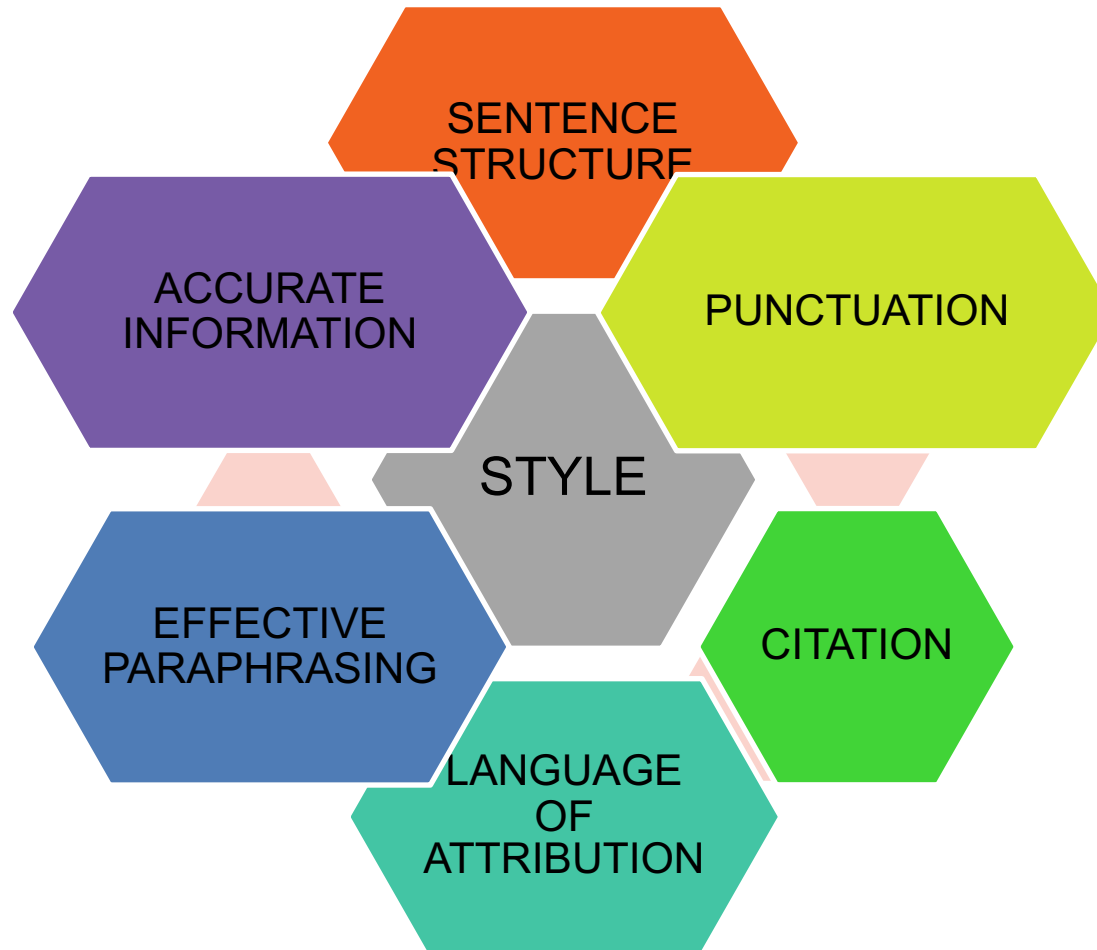 SENTENCE
STRUCTURE
ACCURATE
INFORMATION
PUNCTUATION
STYLE
EFFECTIVE
PARAPHRASING
CITATION
LANGUAGE
OF
ATTRIBUTION